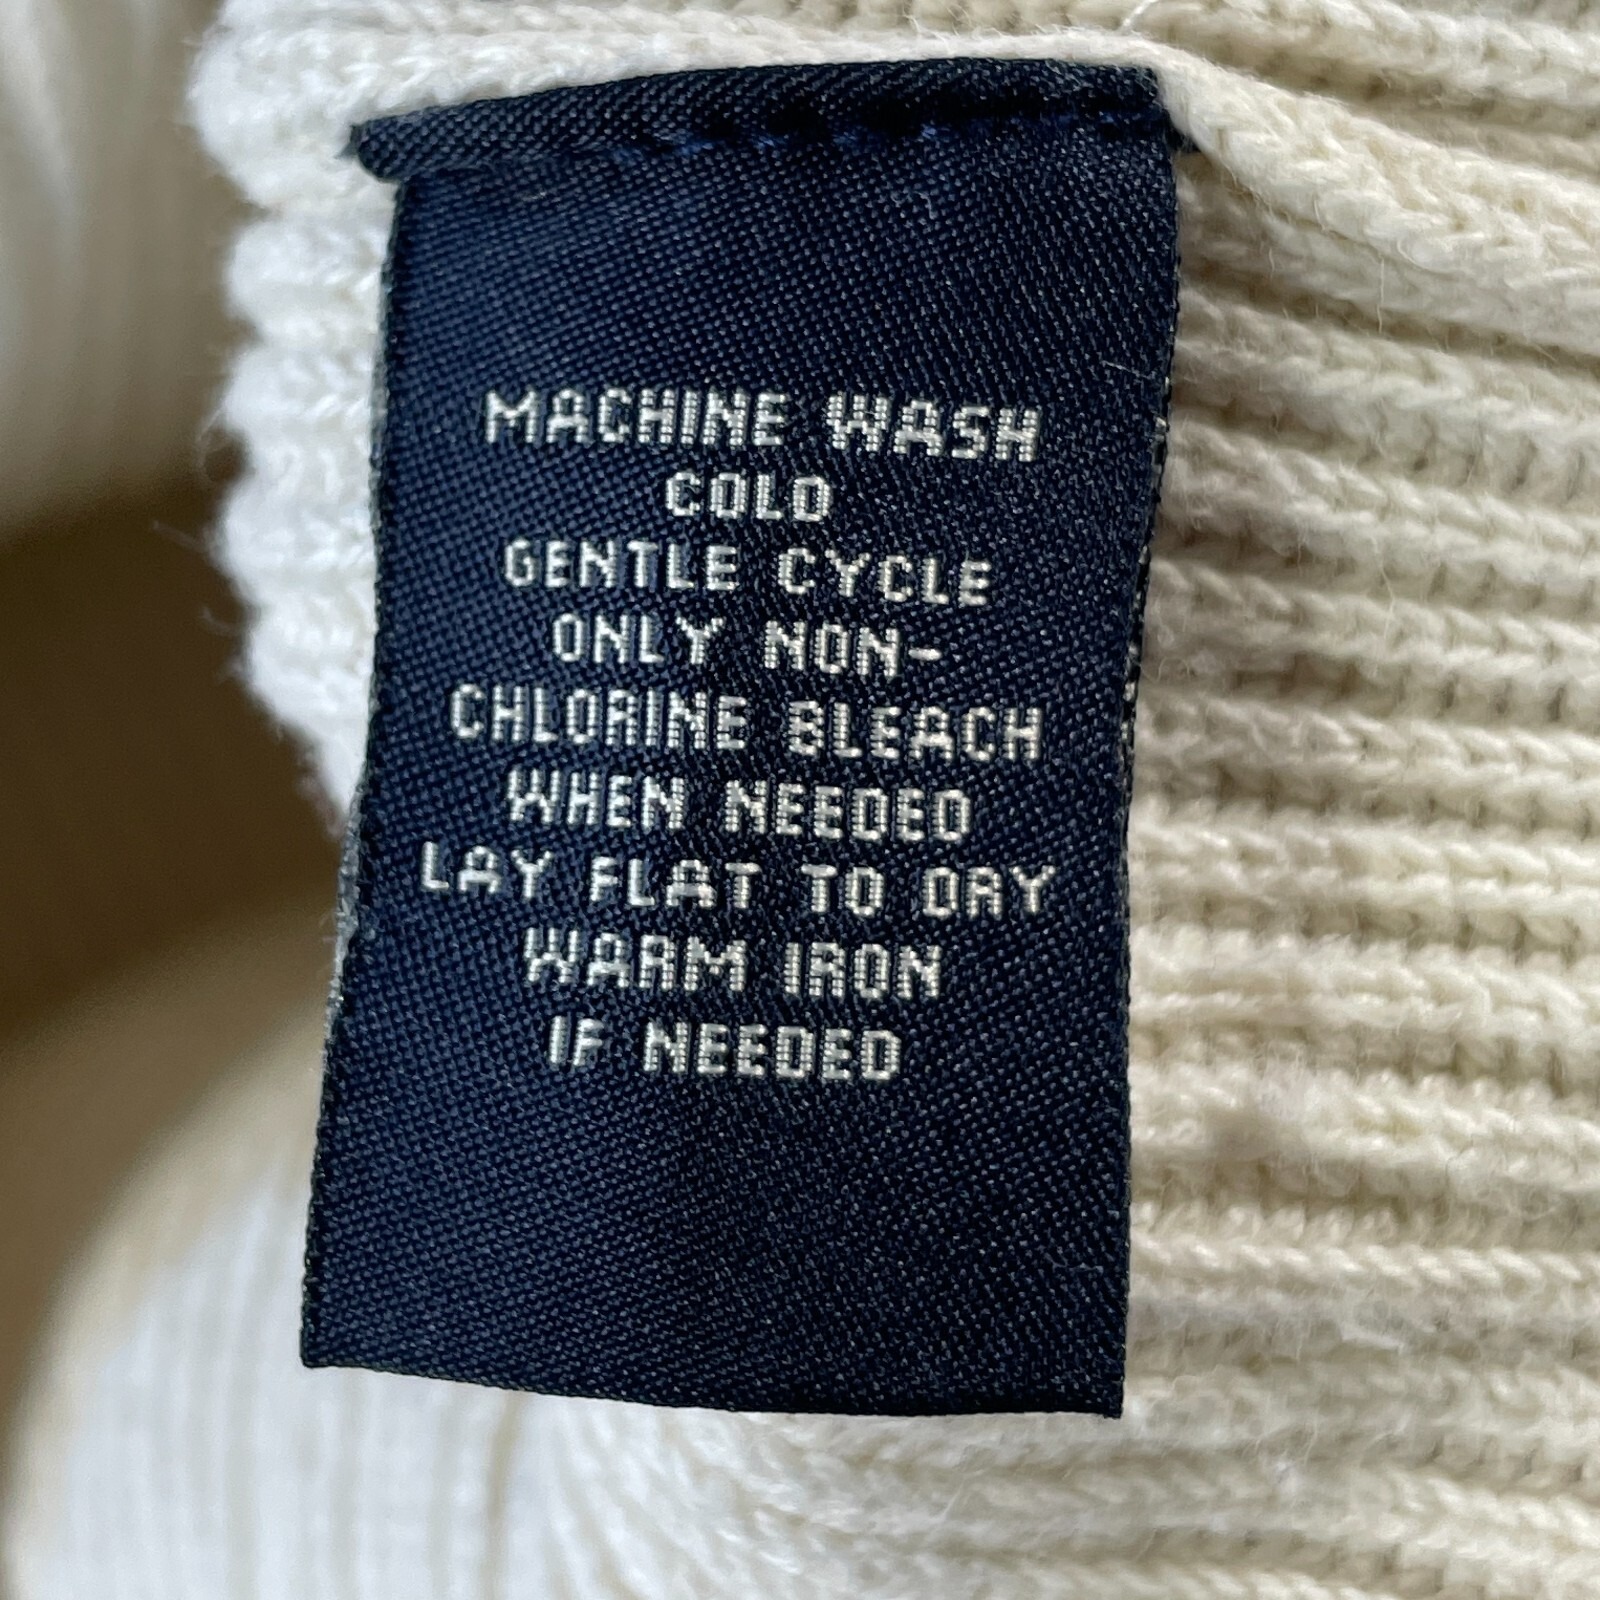 MACHINE WASH
COLD
GENTLE CYCLE
ONLY NON-
CHLORINE BLEACH
WHEN NEEDED
LAY FLAT TO DRY
WARM IRON
IF NEEDED